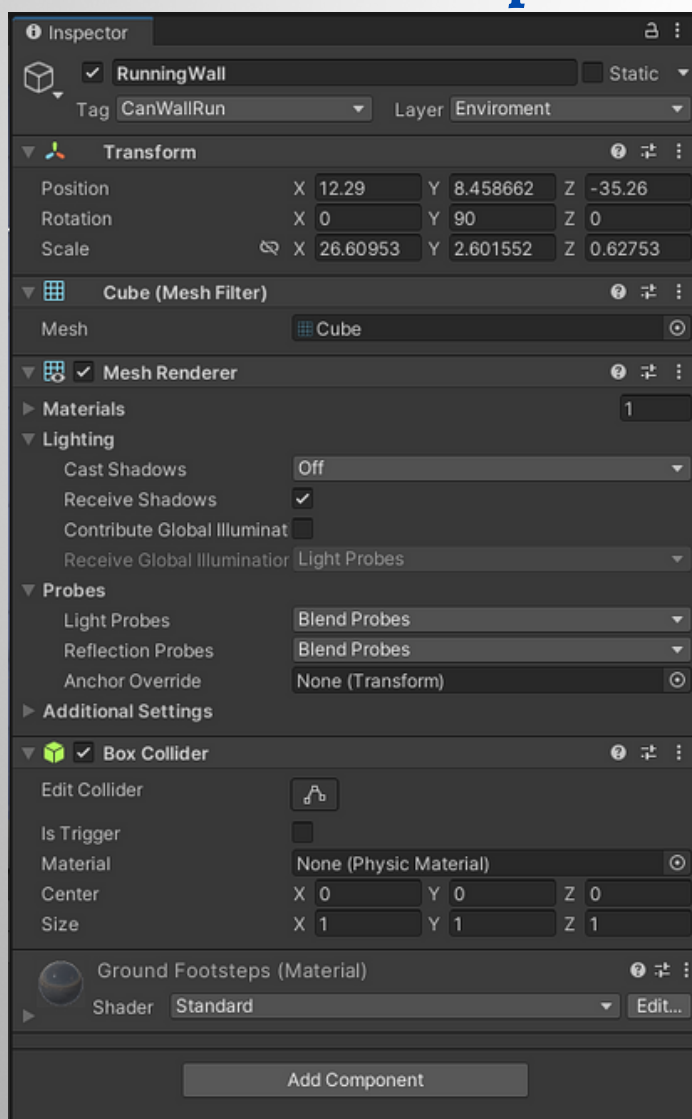 Inspector
RunningWall Static
Tag CanWallRun Layer Enviroment
Transform
Position X 12.29 Y 8.458662 Z -35.26
Rotation X 0 Y 90 Z 0
Scale X 26.60953 Y 2.601552 Z 0.62753
Cube (Mesh Filter)
Mesh Cube
Mesh Renderer
Materials 1
Lighting
Cast Shadows Off
Receive Shadows
Contribute Global Illuminat
Receive Global Illumination Light Probes
Probes
Light Probes Blend Probes
Reflection Probes Blend Probes
Anchor Override None (Transform)
Additional Settings
Box Collider
Edit Collider
Is Trigger
Material None (Physic Material)
Center X 0 Y 0 Z 0
Size X 1 Y 1 Z 1
Ground Footsteps (Material)
Shader Standard Edit...
Add Component